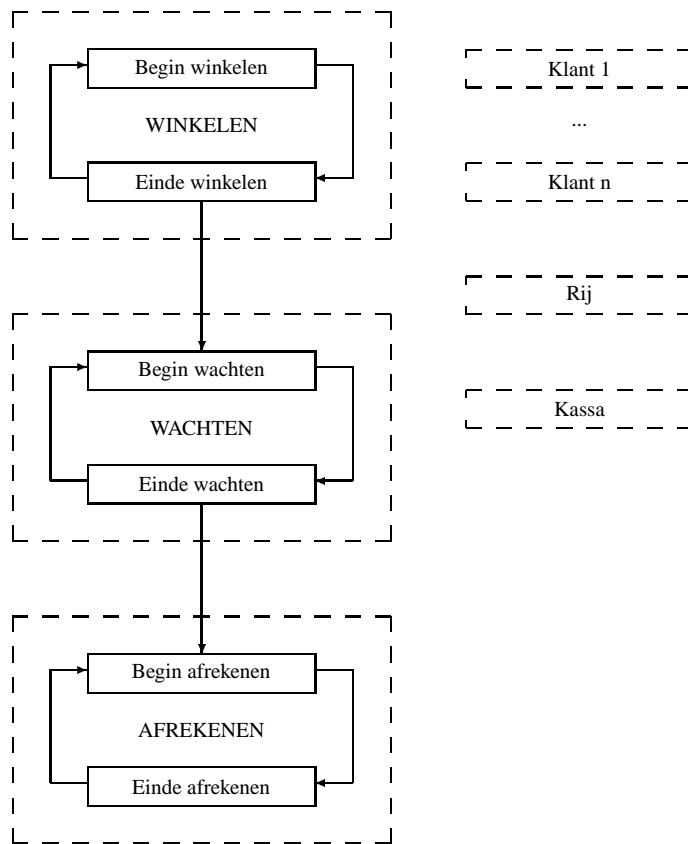 Begin winkelen
WINKELEN
Einde winkelen
Begin wachten
WACHTEN
Einde wachten
Begin afrekenen
AFREKENEN
Einde afrekenen
Klant 1
...
Klant n
Rij
Kassa